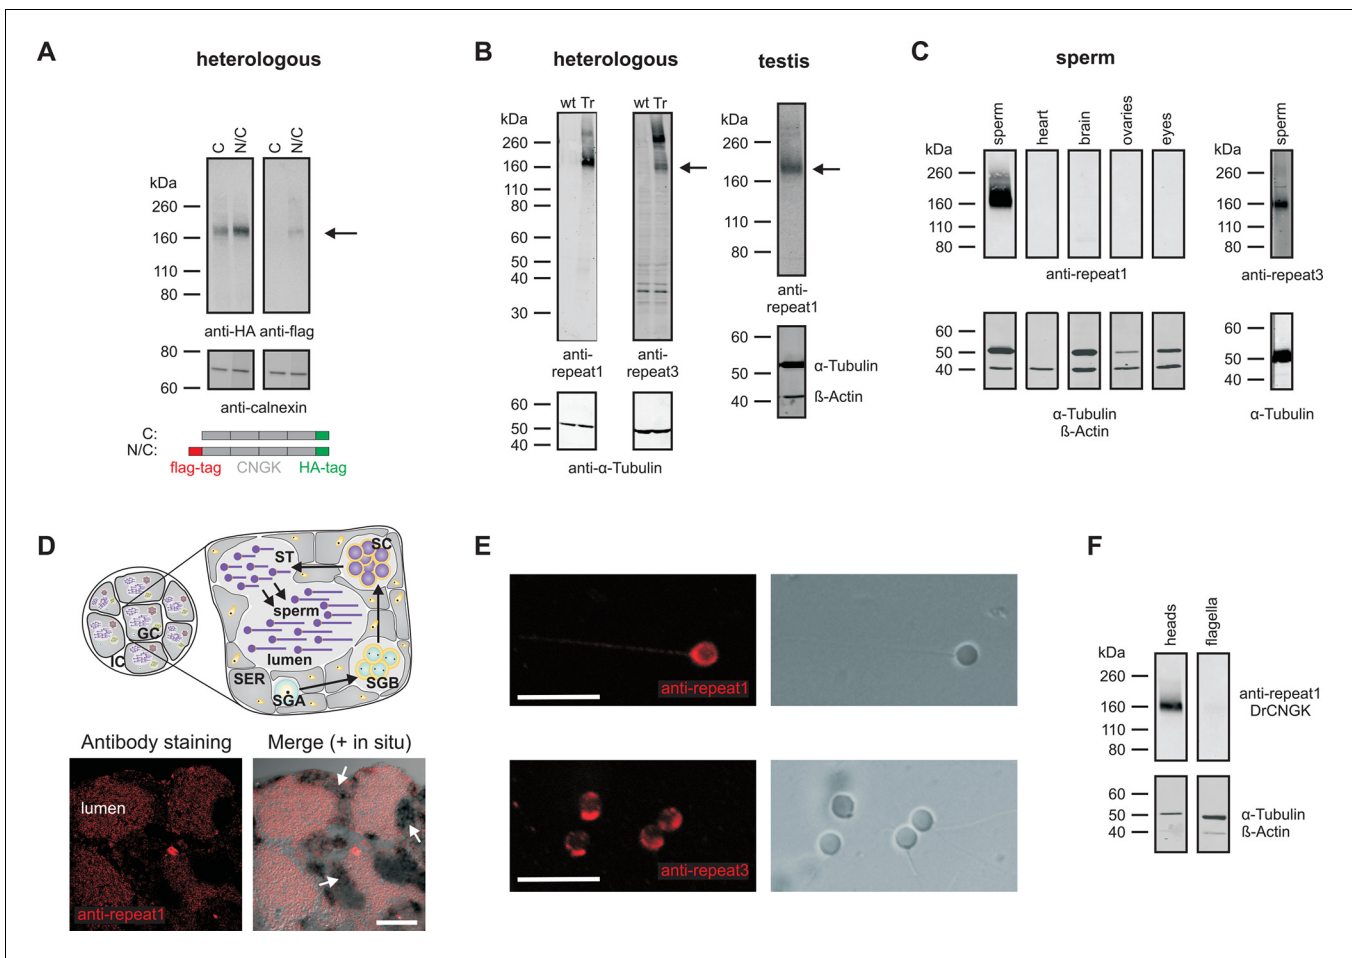 A
heterologous
C
N/C
C
N/C
kDa
260
160
110
80
anti-HA anti-flag
80
60
anti-calnexin
C:
N/C:
flag-tag CNGK HA-tag
B
heterologous
testis
wt Tr
wt Tr
kDa
260
160
110
80
60
50
40
30
anti-
repeat1
anti-
repeat3
60
50
40
anti-α-Tubulin
kDa
260
160
110
80
anti-
repeat1
60
50
40
α-Tubulin
ß-Actin
C
sperm
sperm
heart
brain
ovaries
eyes
kDa
260
160
110
80
anti-repeat1
60
50
40
α-Tubulin
ß-Actin
sperm
kDa
260
160
110
80
anti-repeat3
60
50
40
α-Tubulin
D
GC
IC
ST
SC
sperm
lumen
SER
SGA
SGB
Antibody staining
Merge (+ in situ)
lumen
anti-repeat1
E
anti-repeat1
anti-repeat3
F
heads
flagella
kDa
260
160
110
80
anti-repeat1
DrCNGK
60
50
40
α-Tubulin
ß-Actin